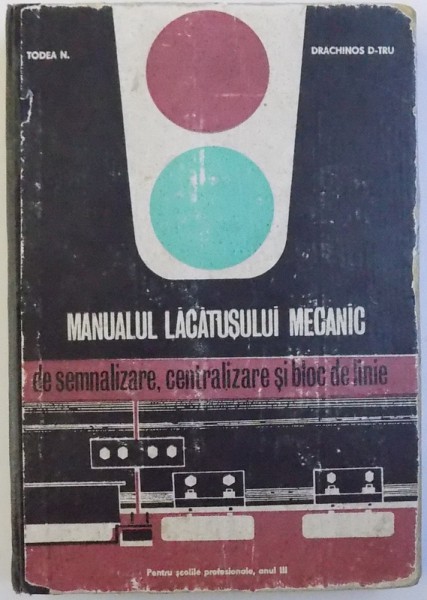 TODEA N.
DRACHINOS D-TRU
MANUALUL LĂCĂTUŞULUI MECANIC
de semnalizare, centralizare şi bloc de linie
Pentru şcolile profesionale, anul III